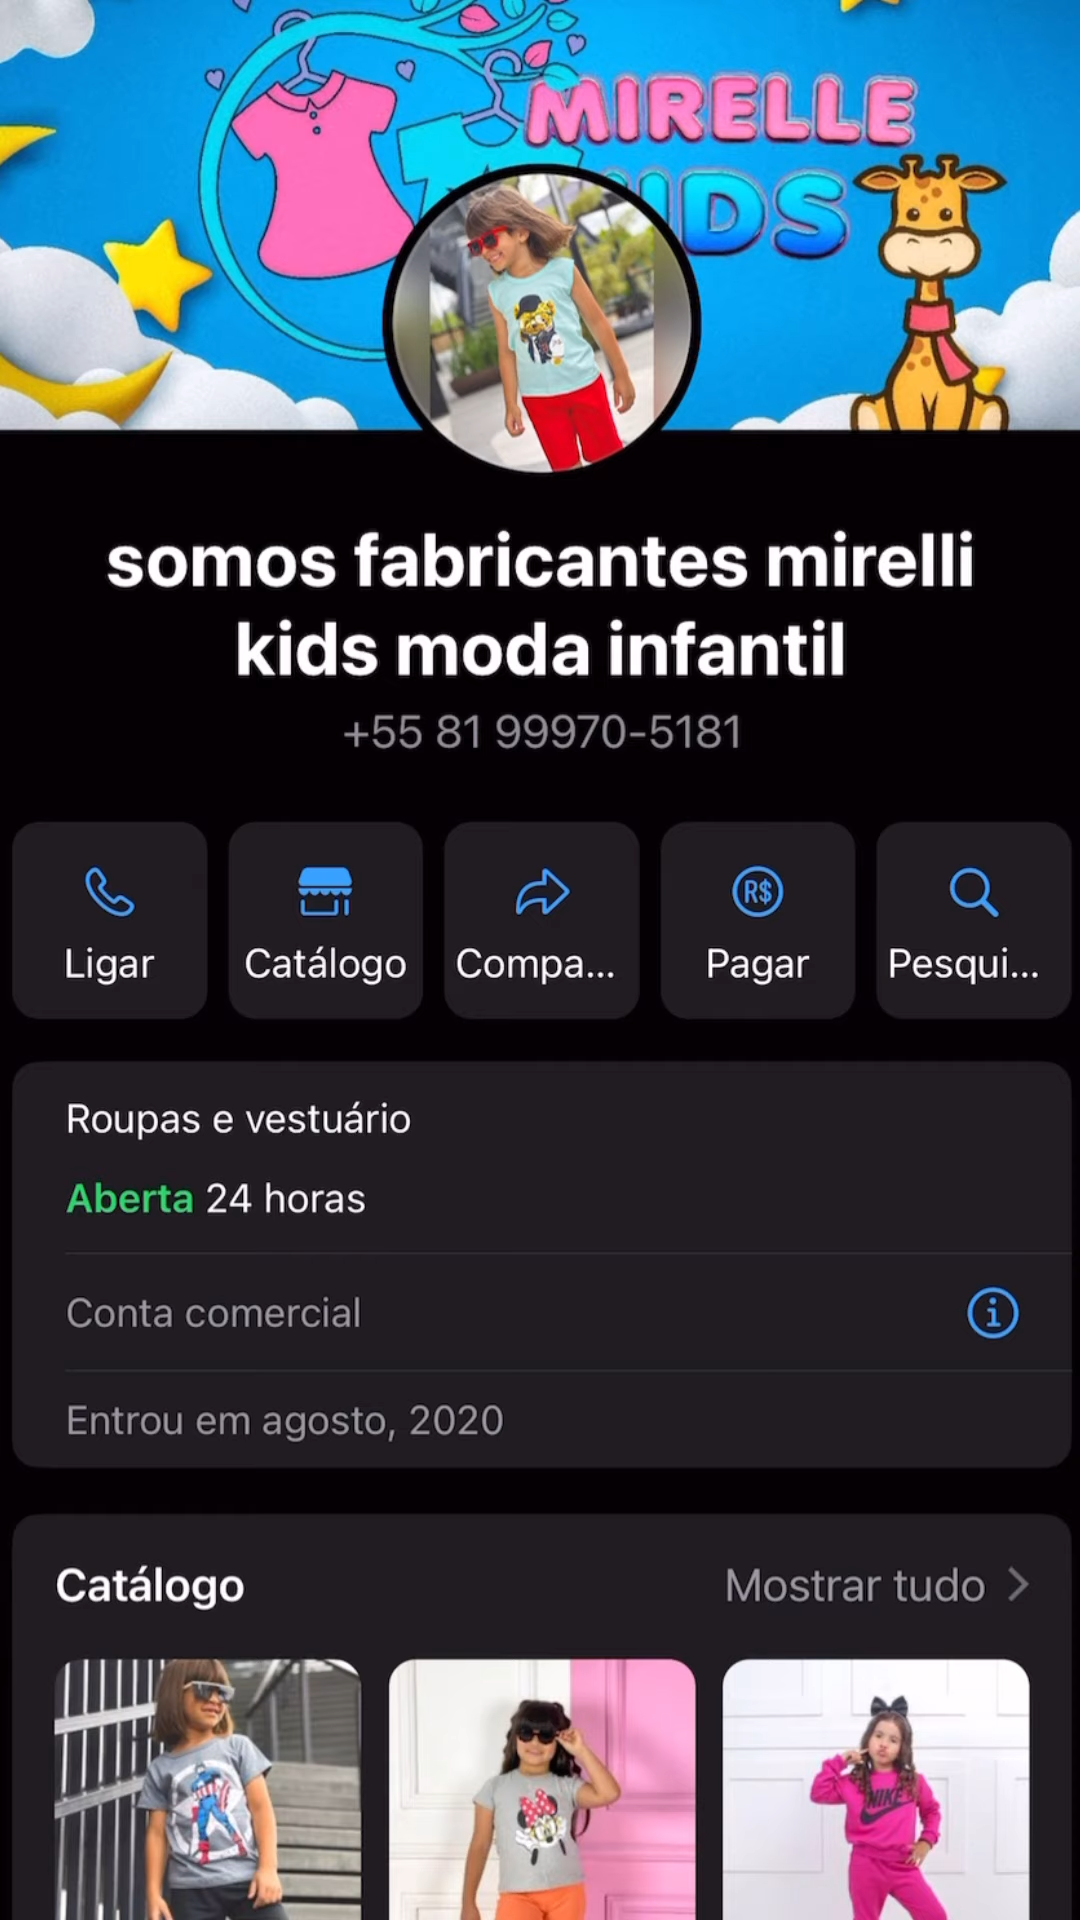 MIRELLE
KIDS
somos fabricantes mirelli
kids moda infantil
+55 81 99970-5181
Ligar
Catálogo
Compa...
R$
Pagar
Pesqui...
Roupas e vestuário
Aberta 24 horas
Conta comercial
Entrou em agosto, 2020
Catálogo
Mostrar tudo
NIKE